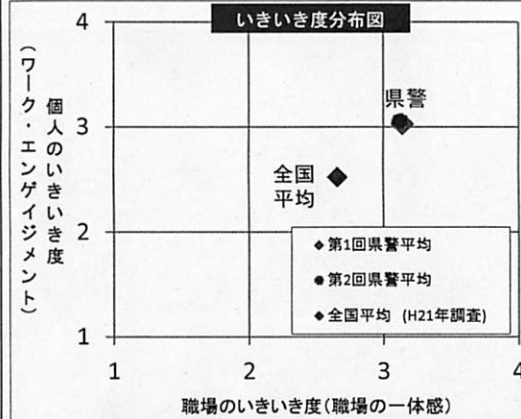 いきいき度分布図
個人のいきいき度
(ワーク・エンゲイジメント)
4
3
2
1
県警
全国
平均
第1回県警平均
第2回県警平均
全国平均 (H21年調査)
1 2 3 4
職場のいきいき度(職場の一体感)